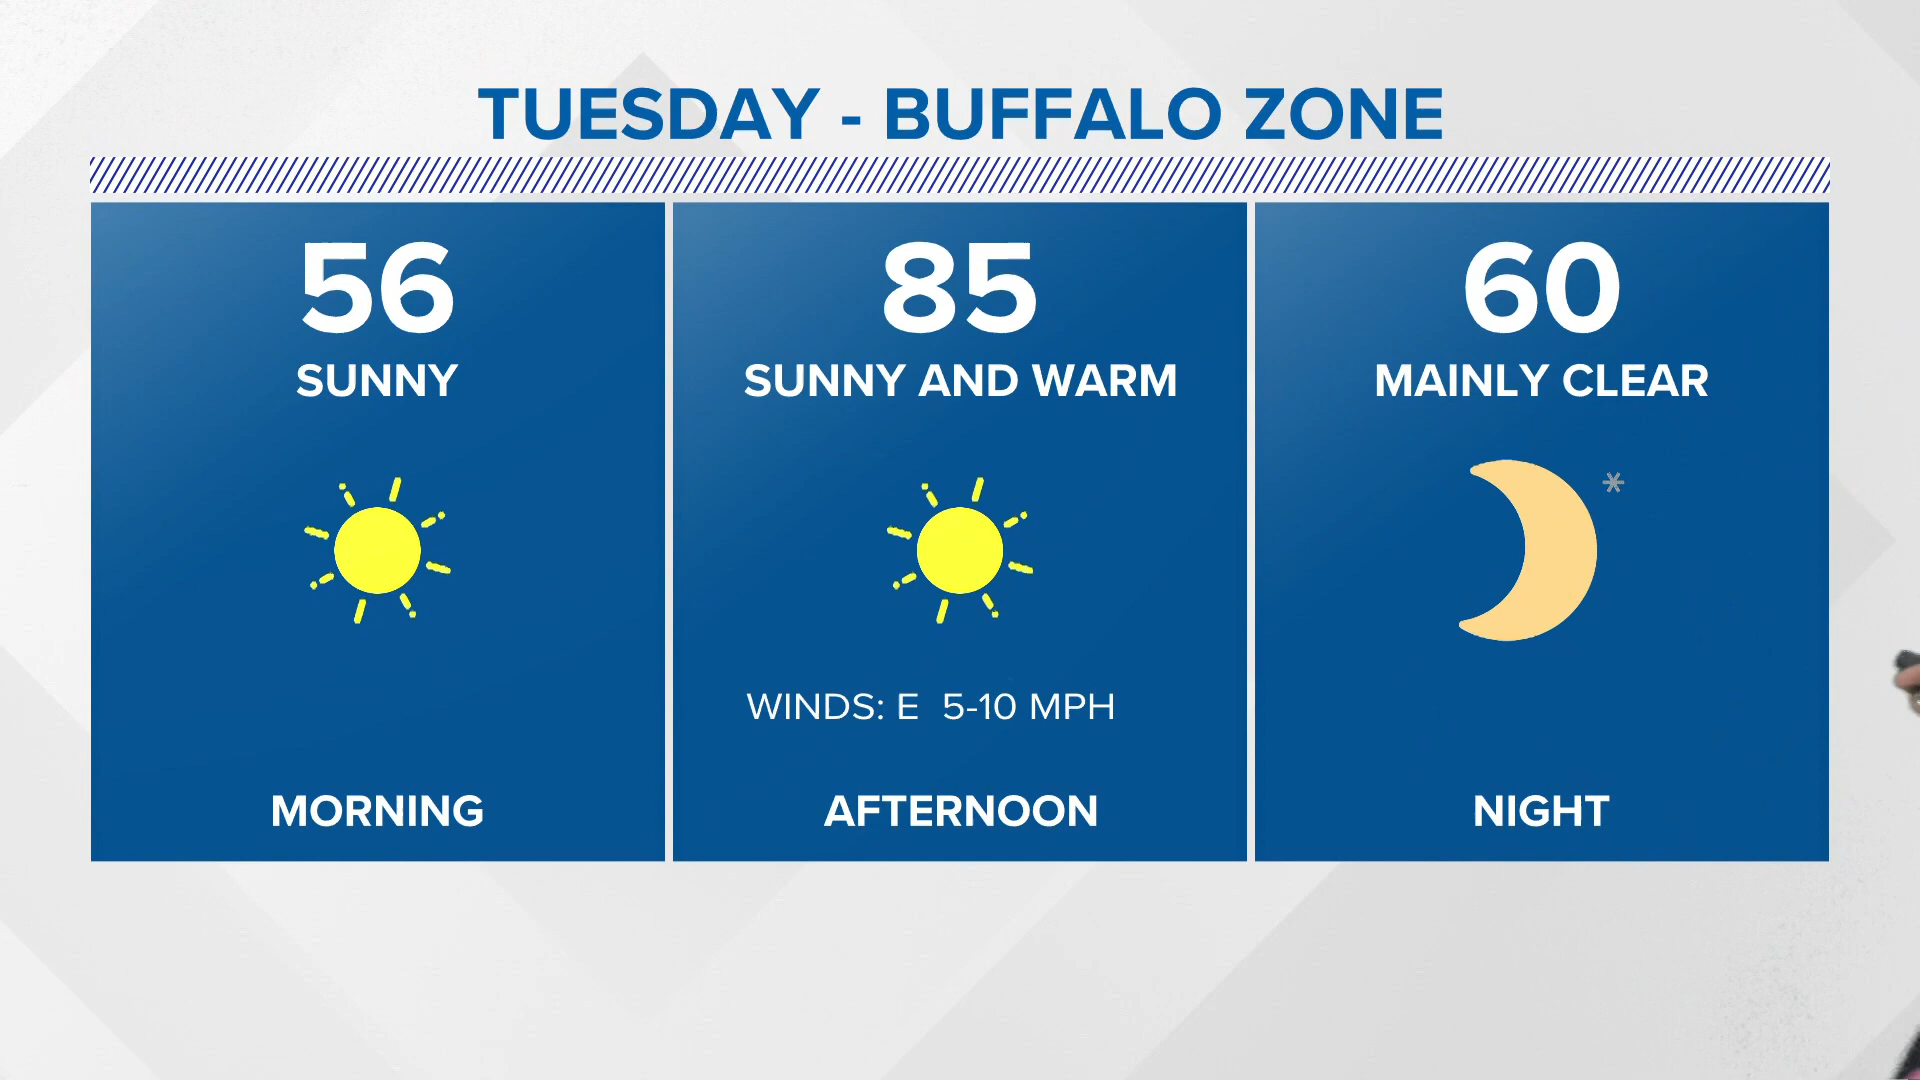 TUESDAY - BUFFALO ZONE
56
SUNNY
MORNING
85
SUNNY AND WARM
WINDS: E  5-10 MPH
AFTERNOON
60
MAINLY CLEAR
NIGHT